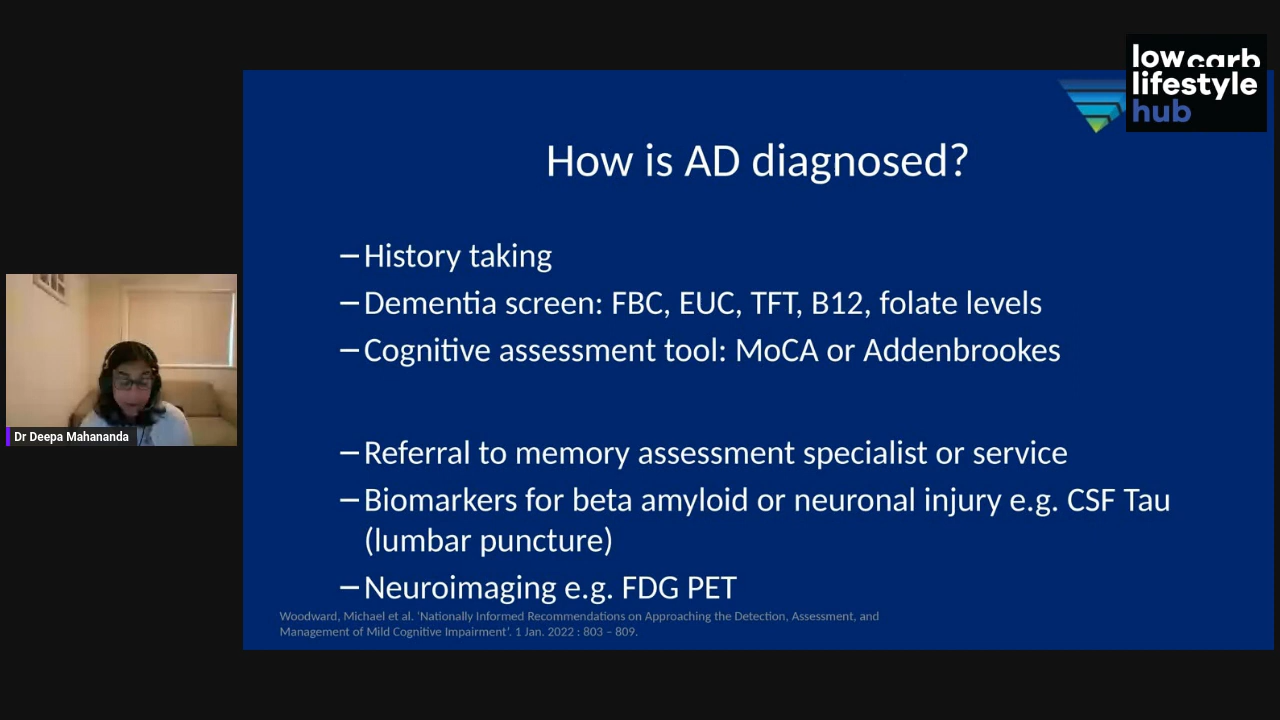 low carb
lifestyle
hub
How is AD diagnosed?
– History taking
– Dementia screen: FBC, EUC, TFT, B12, folate levels
– Cognitive assessment tool: MoCA or Addenbrookes
– Referral to memory assessment specialist or service
– Biomarkers for beta amyloid or neuronal injury e.g. CSF Tau
(lumbar puncture)
– Neuroimaging e.g. FDG PET
Woodward, Michael et al. ‘Nationally Informed Recommendations on Approaching the Detection, Assessment, and
Management of Mild Cognitive Impairment’. 1 Jan. 2022 : 803 – 809.
Dr Deepa Mahananda